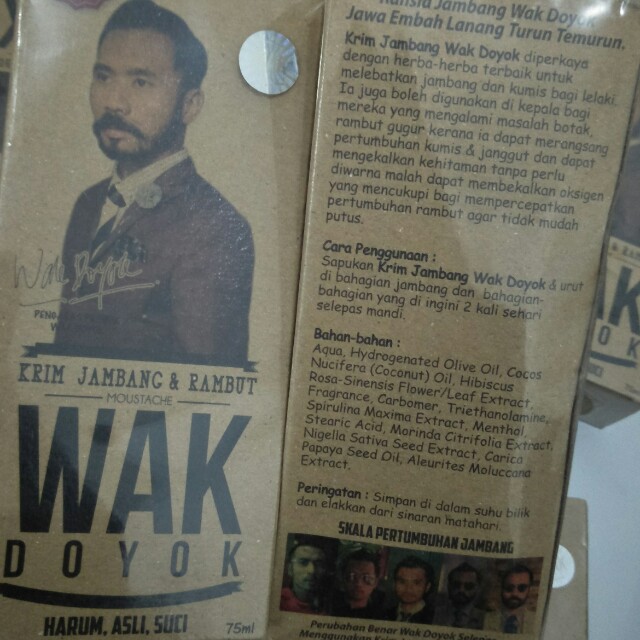 Wak Doyok
KRIM JAMBANG & RAMBUT
MOUSTACHE
WAK
DOYOK
HARUM, ASLI, SUCI
75ml
Rahsia Jambang Wak Doyok
Jawa Embah Lanang Turun Temurun.
Krim Jambang Wak Doyok diperkaya
dengan herba-herba terbaik untuk
melebatkan jambang dan kumis bagi lelaki.
Ia juga boleh digunakan di kepala bagi
mereka yang mengalami masalah botak,
rambut gugur kerana ia dapat merangsang
pertumbuhan kumis & janggut dan dapat
mengekalkan kehitaman tanpa perlu
diwarna malah dapat membekalkan oksigen
yang mencukupi bagi mempercepatkan
pertumbuhan rambut agar tidak mudah
putus.
Cara Penggunaan :
Sapukan Krim Jambang Wak Doyok & urut
di bahagian jambang dan bahagian-
bahagian yang di ingini 2 kali sehari
selepas mandi.
Bahan-bahan :
Aqua, Hydrogenated Olive Oil, Cocos
Nucifera (Coconut) Oil, Hibiscus
Rosa-Sinensis Flower/Leaf Extract,
Fragrance, Carbomer, Triethanolamine,
Spirulina Maxima Extract, Menthol,
Stearic Acid, Morinda Citrifolia Extract,
Nigella Sativa Seed Extract, Carica
Papaya Seed Oil, Aleurites Moluccana
Extract.
Peringatan : Simpan di dalam suhu bilik
dan elakkan dari sinaran matahari.
SKALA PERTUMBUHAN JAMBANG
Perubahan Benar Wak Doyok Selepas